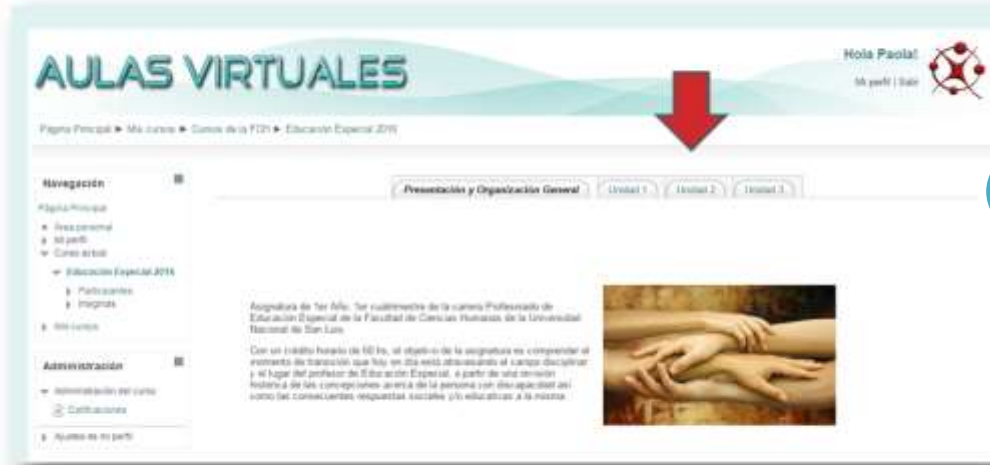 AULAS VIRTUALES
Hola Paola!
Mi perfil | Salir
Página Principal ► Mis cursos ► Cursos de la FCH ► Educación Especial 2016
Navegación
Página Principal
Área personal
Mi perfil
Curso actual
Educación Especial 2016
Participantes
Insignias
Mis cursos
Administración
Administración del curso
Calificaciones
Ajustes de mi perfil
Presentación y Organización General
Unidad 1
Unidad 2
Unidad 3
Asignatura de 1er Año, 1er cuatrimestre de la carrera Profesorado de
Educación Especial de la Facultad de Ciencias Humanas de la Universidad
Nacional de San Luis
Con un crédito horario de 60 hs, el objetivo de la asignatura es comprender el
momento de transición que hoy en día está atravesando el campo disciplinar
y el lugar del profesor de Educación Especial, a partir de una revisión
histórica de las concepciones acerca de la persona con discapacidad así
como las consecuentes respuestas sociales y/o educativas a la misma